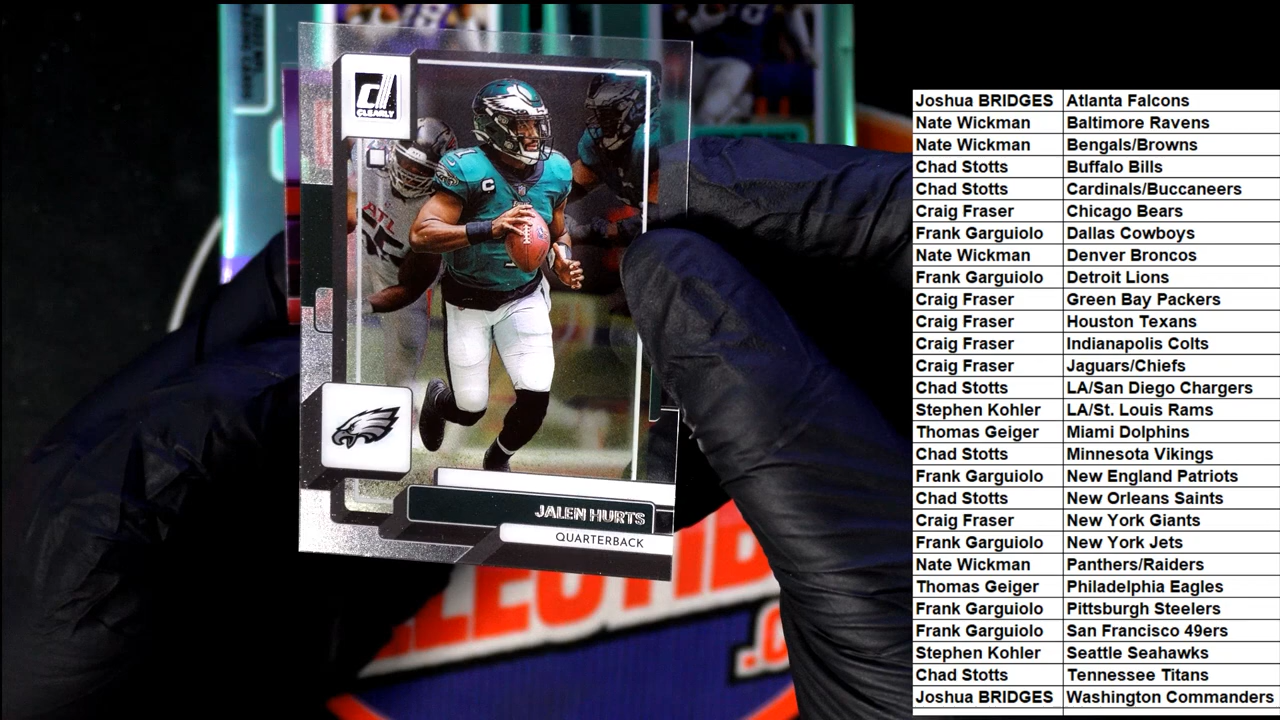 d
CLEARLY
ATL
1
C
JALEN HURTS
QUARTERBACK
Joshua BRIDGES Atlanta Falcons
Nate Wickman Baltimore Ravens
Nate Wickman Bengals/Browns
Chad Stotts Buffalo Bills
Chad Stotts Cardinals/Buccaneers
Craig Fraser Chicago Bears
Frank Garguiolo Dallas Cowboys
Nate Wickman Denver Broncos
Frank Garguiolo Detroit Lions
Craig Fraser Green Bay Packers
Craig Fraser Houston Texans
Craig Fraser Indianapolis Colts
Craig Fraser Jaguars/Chiefs
Chad Stotts LA/San Diego Chargers
Stephen Kohler LA/St. Louis Rams
Thomas Geiger Miami Dolphins
Chad Stotts Minnesota Vikings
Frank Garguiolo New England Patriots
Chad Stotts New Orleans Saints
Craig Fraser New York Giants
Frank Garguiolo New York Jets
Nate Wickman Panthers/Raiders
Thomas Geiger Philadelphia Eagles
Frank Garguiolo Pittsburgh Steelers
Frank Garguiolo San Francisco 49ers
Stephen Kohler Seattle Seahawks
Chad Stotts Tennessee Titans
Joshua BRIDGES Washington Commanders